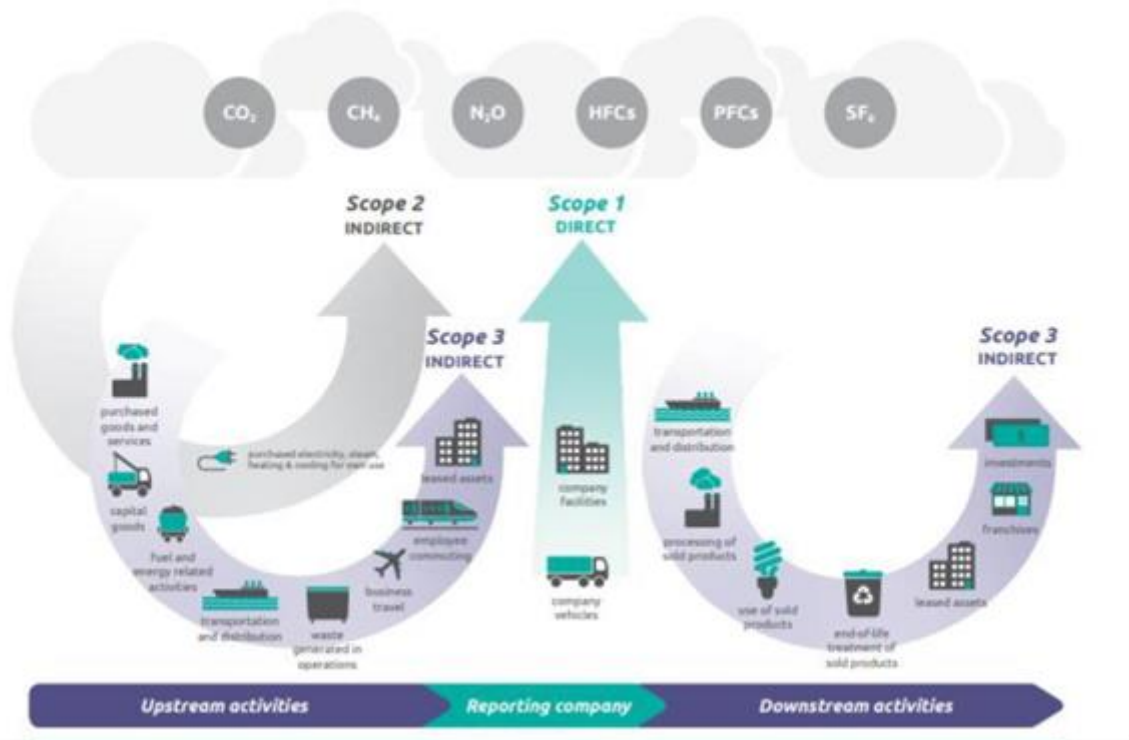 CO₂
CH₄
N₂O
HFCs
PFCs
SF₆
Scope 2
INDIRECT
Scope 1
DIRECT
Scope 3
INDIRECT
Scope 3
INDIRECT
purchased
goods and
services
capital
goods
fuel and
energy related
activities
transportation
and distribution
waste
generated in
operations
business
travel
employee
commuting
leased assets
purchased electricity, steam,
heating & cooling for own use
company
facilities
company
vehicles
transportation
and distribution
processing of
sold products
use of sold
products
end-of-life
treatment of
sold products
leased assets
franchises
investments
Upstream activities
Reporting company
Downstream activities